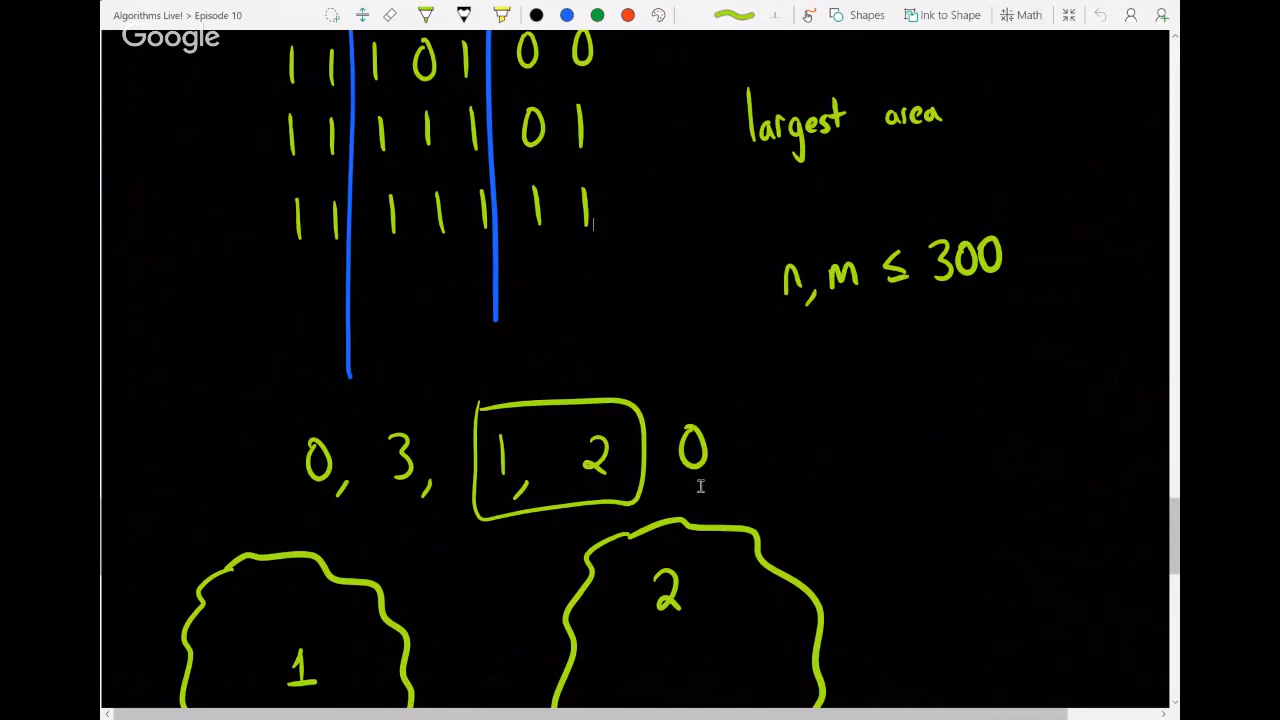 Algorithms Live! > Episode 10
Shapes
Ink to Shape
Math
Google
1 1 1 0 1 0 0
1 1 1 1 1 0 1
1 1 1 1 1 1 1
largest area
n, m ≤ 300
0, 3, 1, 2 0
1
2